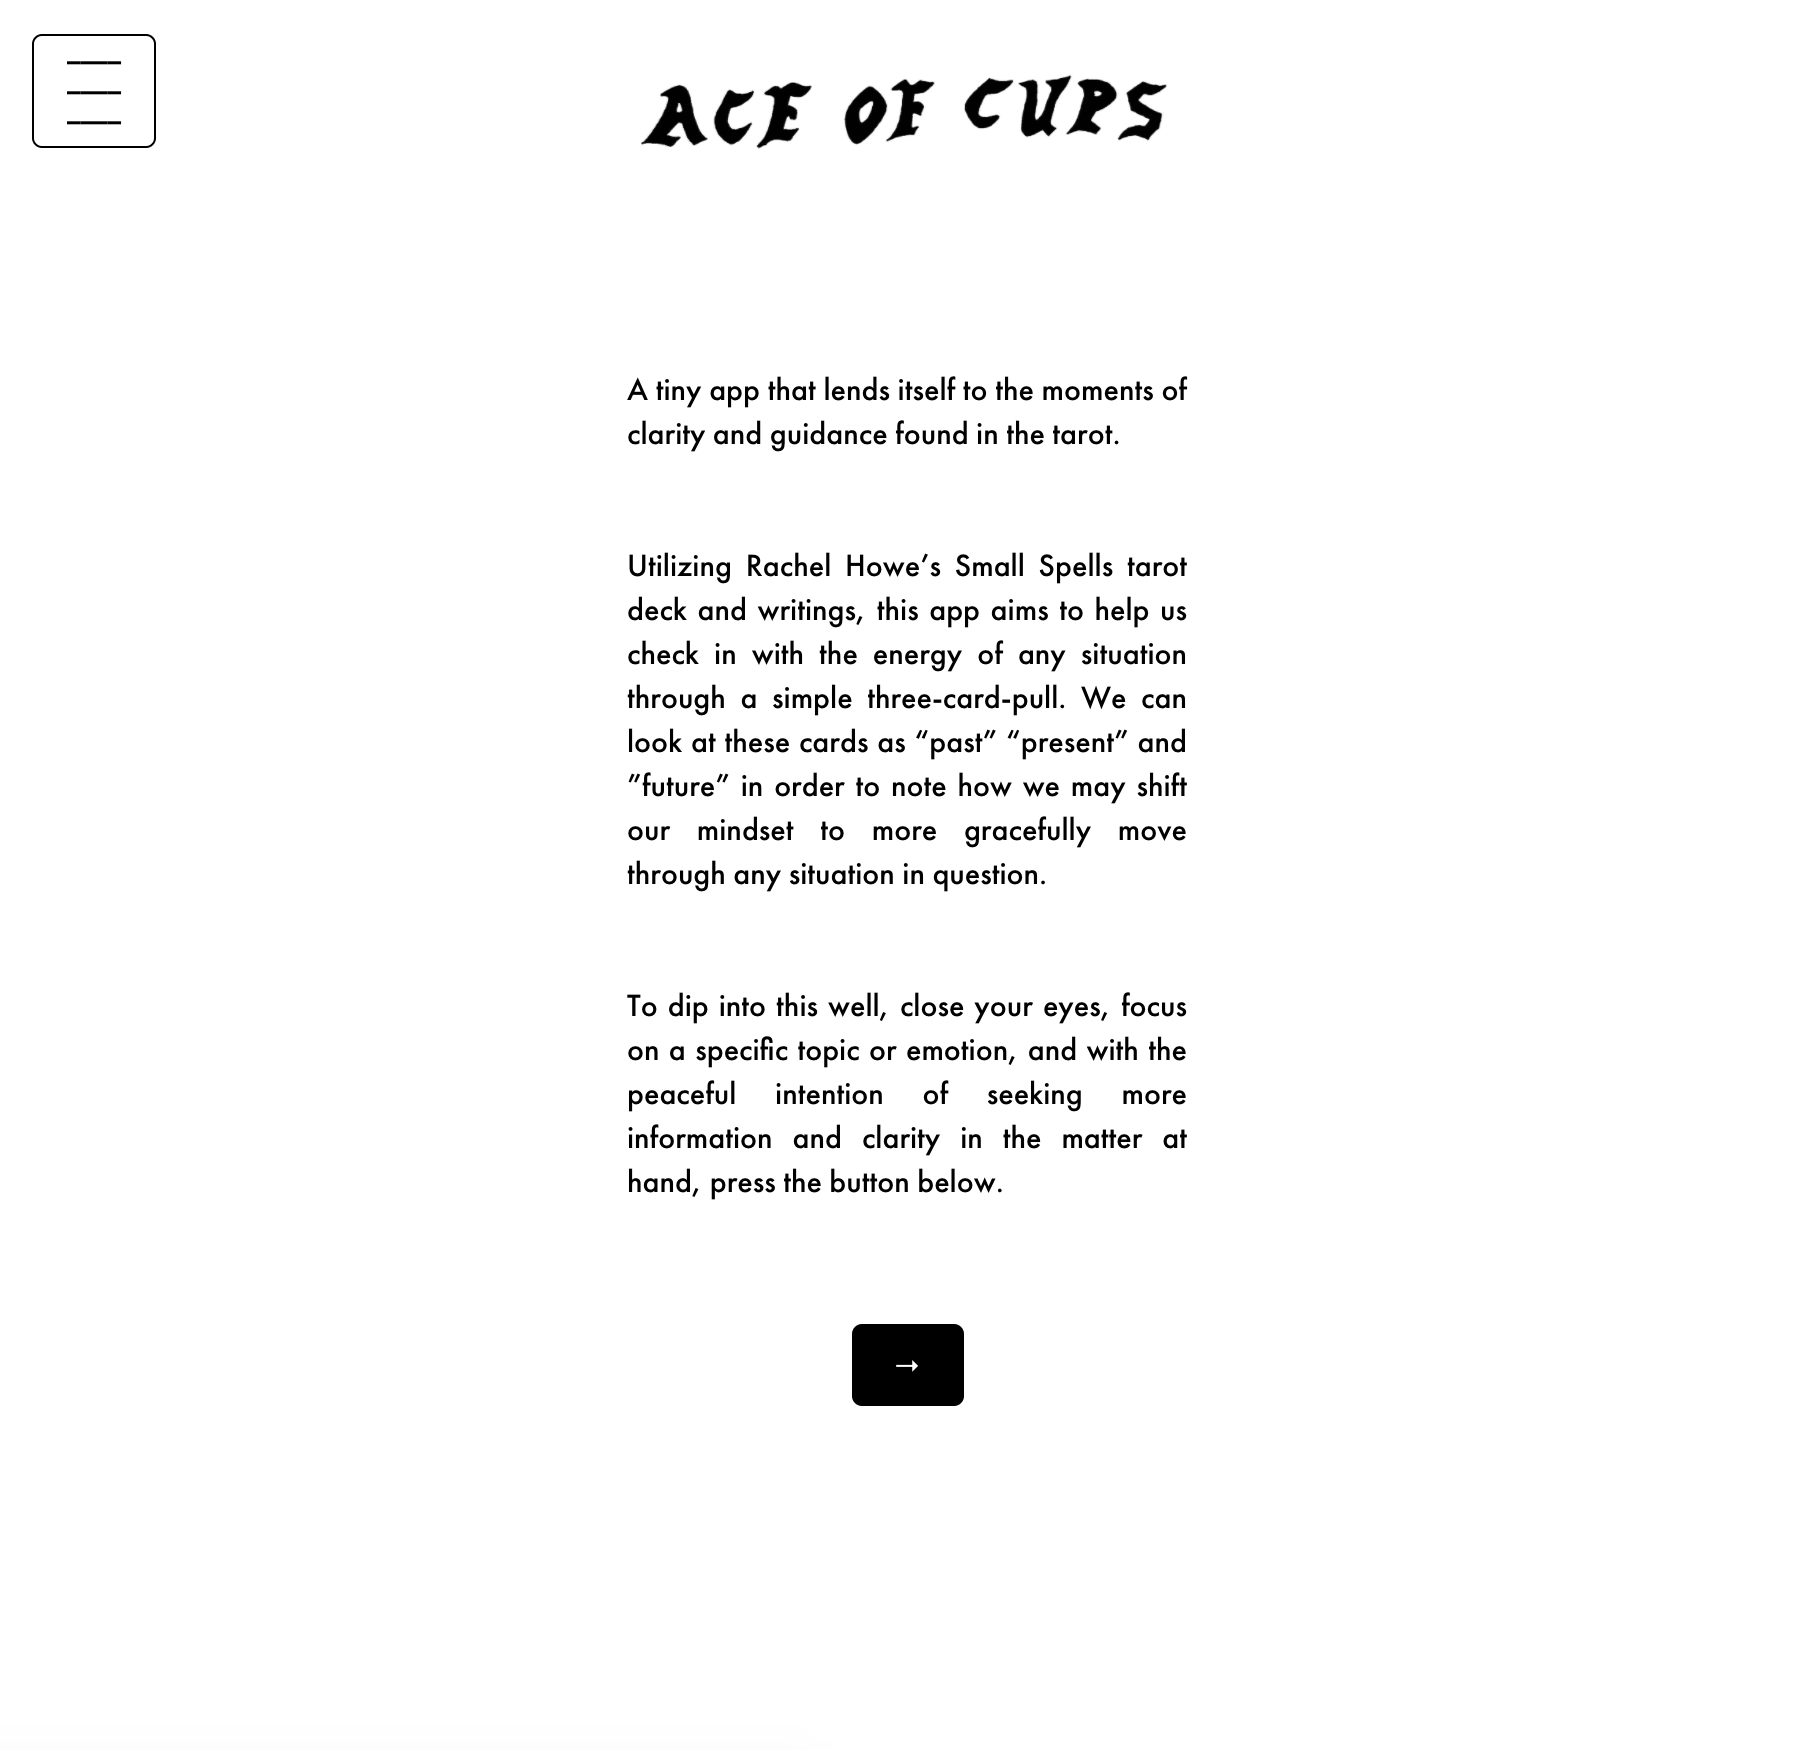 ACE OF CUPS
A tiny app that lends itself to the moments of
clarity and guidance found in the tarot.
Utilizing Rachel Howe’s Small Spells tarot
deck and writings, this app aims to help us
check in with the energy of any situation
through a simple three-card-pull. We can
look at these cards as “past” “present” and
”future” in order to note how we may shift
our mindset to more gracefully move
through any situation in question.
To dip into this well, close your eyes, focus
on a specific topic or emotion, and with the
peaceful intention of seeking more
information and clarity in the matter at
hand, press the button below.
→